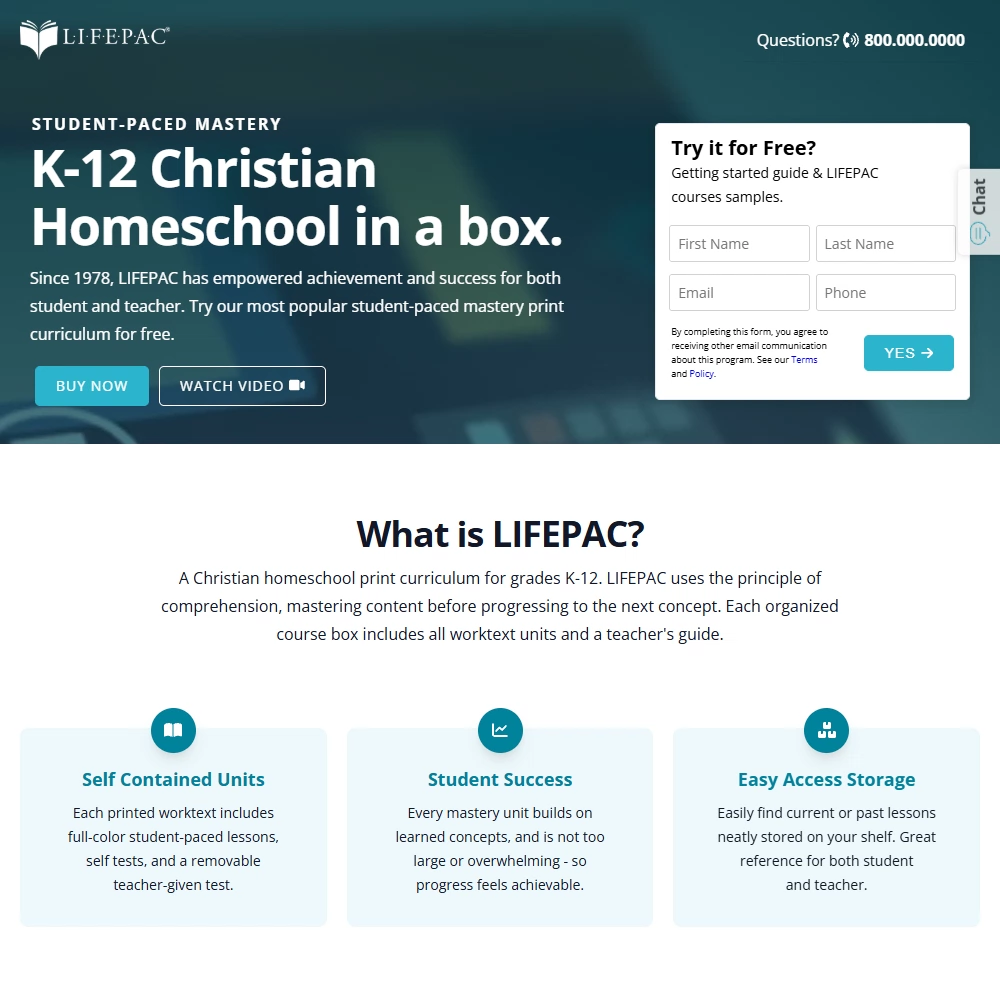 L·I·F·E·P·A·C®
Questions? 800.000.0000
STUDENT-PACED MASTERY
K-12 Christian
Homeschool in a box.
Since 1978, LIFEPAC has empowered achievement and success for both
student and teacher. Try our most popular student-paced mastery print
curriculum for free.
BUY NOW
WATCH VIDEO
Try it for Free?
Getting started guide & LIFEPAC
courses samples.
First Name
Last Name
Email
Phone
By completing this form, you agree to
receiving other email communication
about this program. See our Terms
and Policy.
YES
Chat
What is LIFEPAC?
A Christian homeschool print curriculum for grades K-12. LIFEPAC uses the principle of
comprehension, mastering content before progressing to the next concept. Each organized
course box includes all worktext units and a teacher's guide.
Self Contained Units
Each printed worktext includes
full-color student-paced lessons,
self tests, and a removable
teacher-given test.
Student Success
Every mastery unit builds on
learned concepts, and is not too
large or overwhelming - so
progress feels achievable.
Easy Access Storage
Easily find current or past lessons
neatly stored on your shelf. Great
reference for both student
and teacher.